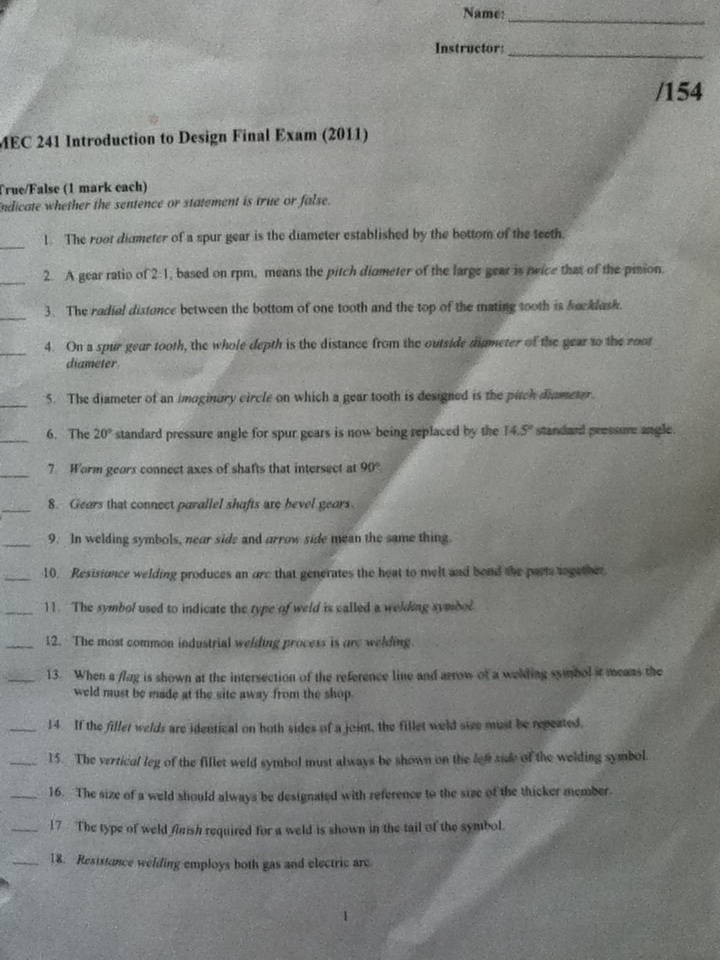 Name: ____________________
Instructor: ____________________
/154
MEC 241 Introduction to Design Final Exam (2011)
True/False (1 mark each)
Indicate whether the sentence or statement is true or false.
____ 1. The root diameter of a spur gear is the diameter established by the bottom of the teeth.
____ 2. A gear ratio of 2:1, based on rpm, means the pitch diameter of the large gear is twice that of the pinion.
____ 3. The radial distance between the bottom of one tooth and the top of the mating tooth is backlash.
____ 4. On a spur gear tooth, the whole depth is the distance from the outside diameter of the gear to the root
diameter.
____ 5. The diameter of an imaginary circle on which a gear tooth is designed is the pitch diameter.
____ 6. The 20° standard pressure angle for spur gears is now being replaced by the 14.5° standard pressure angle.
____ 7. Worm gears connect axes of shafts that intersect at 90°.
____ 8. Gears that connect parallel shafts are bevel gears.
____ 9. In welding symbols, near side and arrow side mean the same thing.
____ 10. Resistance welding produces an arc that generates the heat to melt and bond the parts together.
____ 11. The symbol used to indicate the type of weld is called a welding symbol.
____ 12. The most common industrial welding process is arc welding.
____ 13. When a flag is shown at the intersection of the reference line and arrow of a welding symbol it means the
weld must be made at the site away from the shop.
____ 14. If the fillet welds are identical on both sides of a joint, the fillet weld size must be repeated.
____ 15. The vertical leg of the fillet weld symbol must always be shown on the left side of the welding symbol.
____ 16. The size of a weld should always be designated with reference to the size of the thicker member.
____ 17. The type of weld finish required for a weld is shown in the tail of the symbol.
____ 18. Resistance welding employs both gas and electric arc.
1